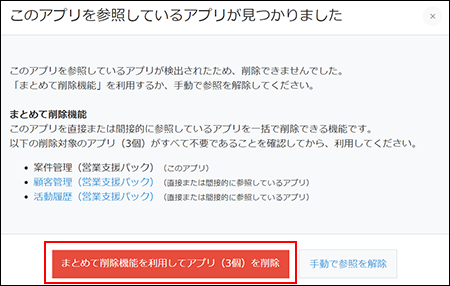 このアプリを参照しているアプリが見つかりました
×
このアプリを参照しているアプリが検出されたため、削除できませんでした。
「まとめて削除機能」を利用するか、手動で参照を解除してください。
まとめて削除機能
このアプリを直接または間接的に参照しているアプリを一括で削除できる機能です。
以下の削除対象のアプリ（3個）がすべて不要であることを確認してから、利用してください。
• 案件管理（営業支援パック）（このアプリ）
• 顧客管理（営業支援パック）（直接または間接的に参照しているアプリ）
• 活動履歴（営業支援パック）（直接または間接的に参照しているアプリ）
まとめて削除機能を利用してアプリ（3個）を削除
手動で参照を解除